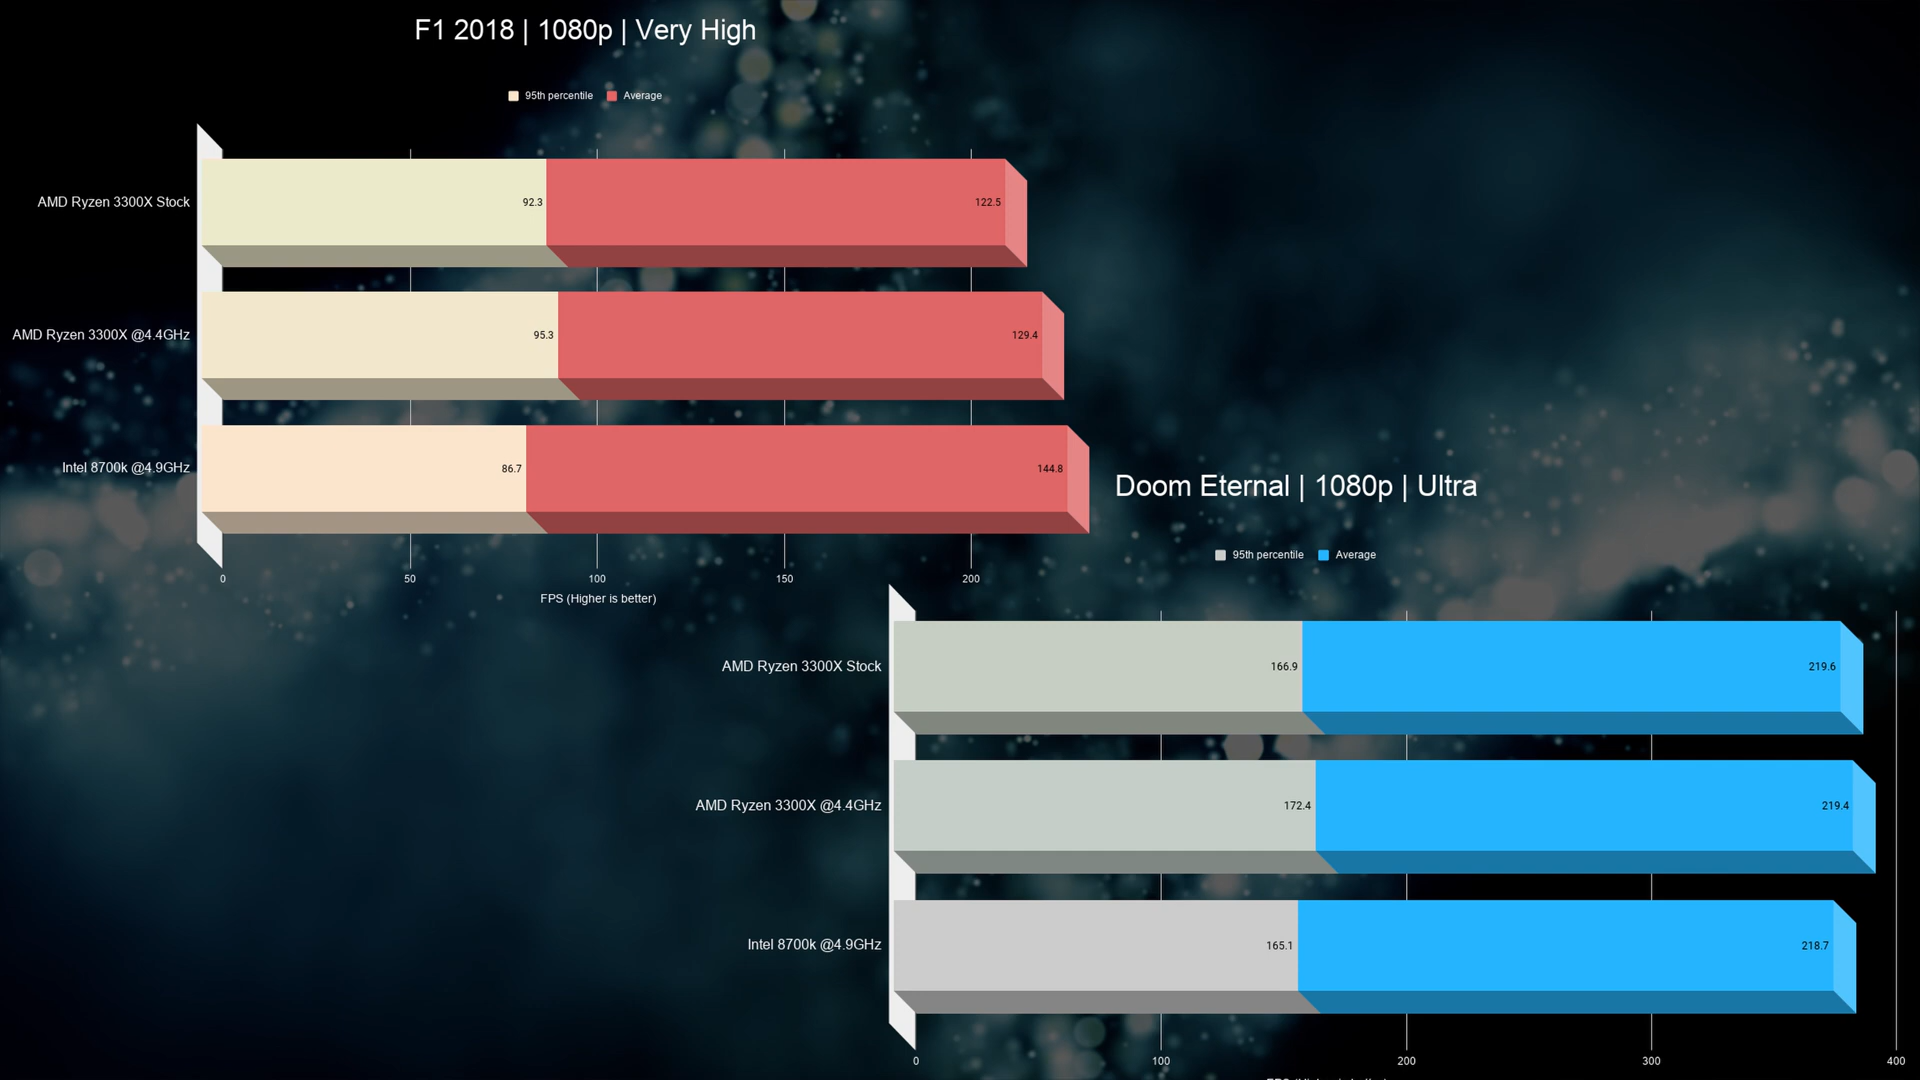 F1 2018 | 1080p | Very High
95th percentile Average
AMD Ryzen 3300X Stock 92.3 122.5
AMD Ryzen 3300X @4.4GHz 95.3 129.4
Intel 8700k @4.9GHz 86.7 144.8
0 50 100 150 200
FPS (Higher is better)
Doom Eternal | 1080p | Ultra
95th percentile Average
AMD Ryzen 3300X Stock 166.9 219.6
AMD Ryzen 3300X @4.4GHz 172.4 219.4
Intel 8700k @4.9GHz 165.1 218.7
0 100 200 300 400